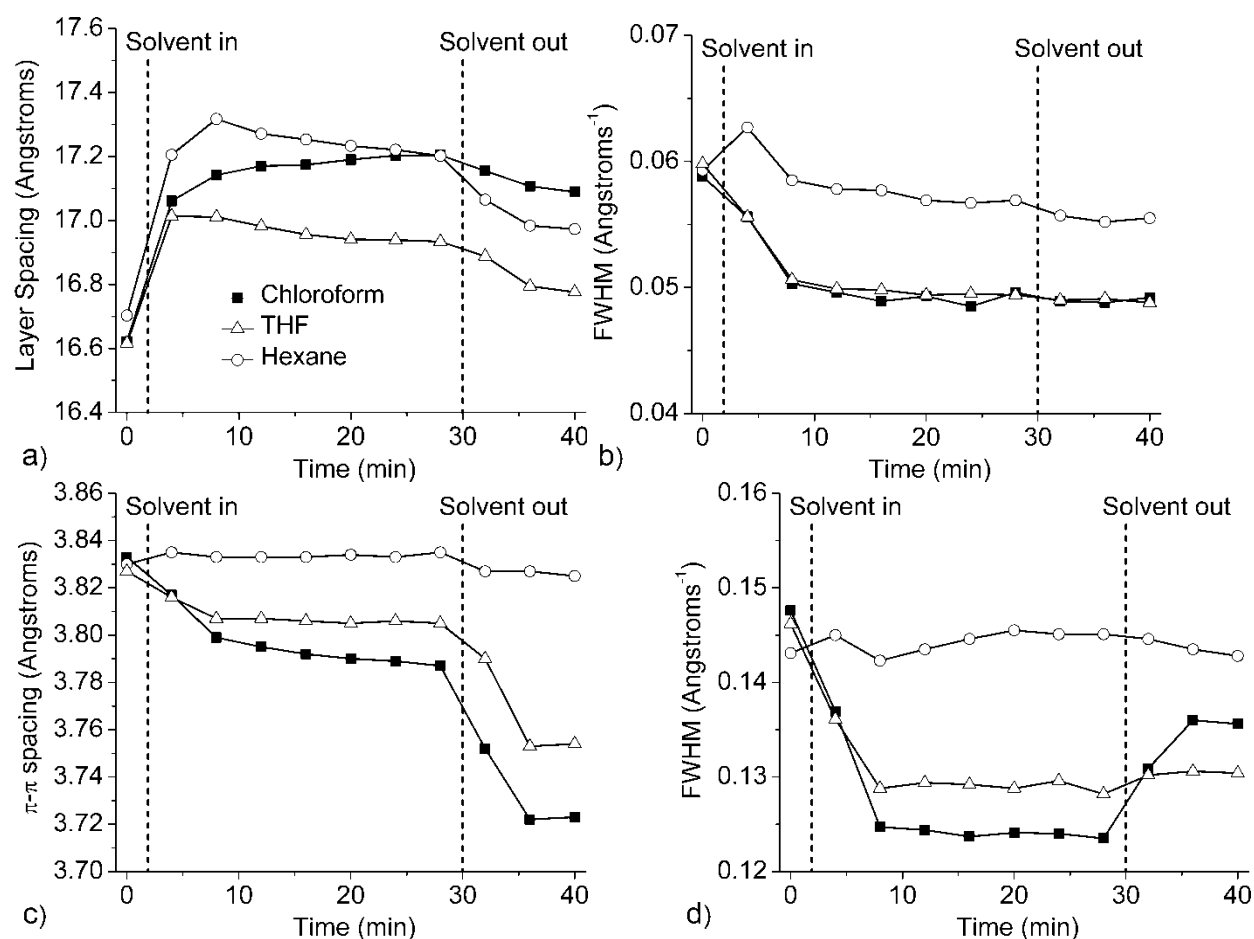 17.6
Solvent in
Solvent out
17.4
17.2
17.0
16.8
16.6
16.4
Layer Spacing (Angstroms)
Chloroform
THF
Hexane
0
10
20
30
40
Time (min)
a)
0.07
Solvent in
Solvent out
0.06
0.05
0.04
FWHM (Angstroms⁻¹)
0
10
20
30
40
Time (min)
b)
3.86
Solvent in
Solvent out
3.84
3.82
3.80
3.78
3.76
3.74
3.72
3.70
π-π spacing (Angstroms)
0
10
20
30
40
Time (min)
c)
0.16
Solvent in
Solvent out
0.15
0.14
0.13
0.12
FWHM (Angstroms⁻¹)
0
10
20
30
40
Time (min)
d)